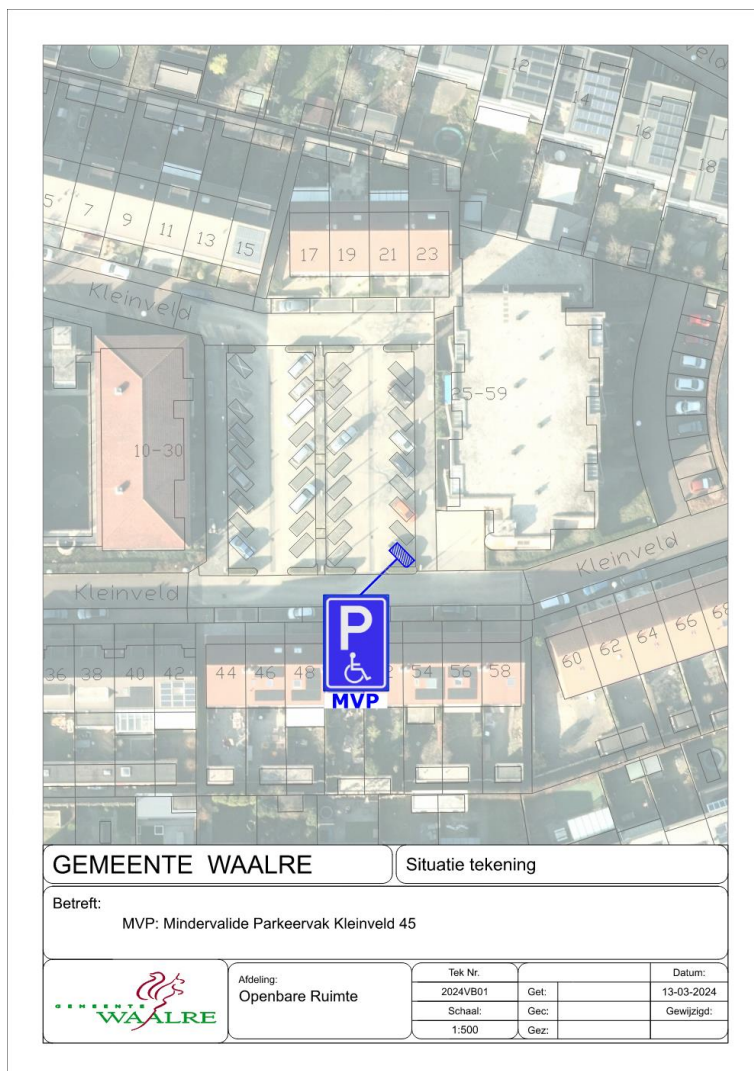 12
14
16
18
5
7
9
11
13
15
17
19
21
23
Kleinveld
25-59
10-30
Kleinveld
Kleinveld
P
MVP
36
38
40
42
44
46
48
54
56
58
60
62
64
66
GEMEENTE WAALRE
Situatie tekening
Betreft:
MVP: Mindervalide Parkeervak Kleinveld 45
GEMEENTE
WAALRE
Afdeling:
Openbare Ruimte
Tek Nr.
Datum:
2024VB01
Get:
13-03-2024
Schaal:
Gec:
Gewijzigd:
1:500
Gez: